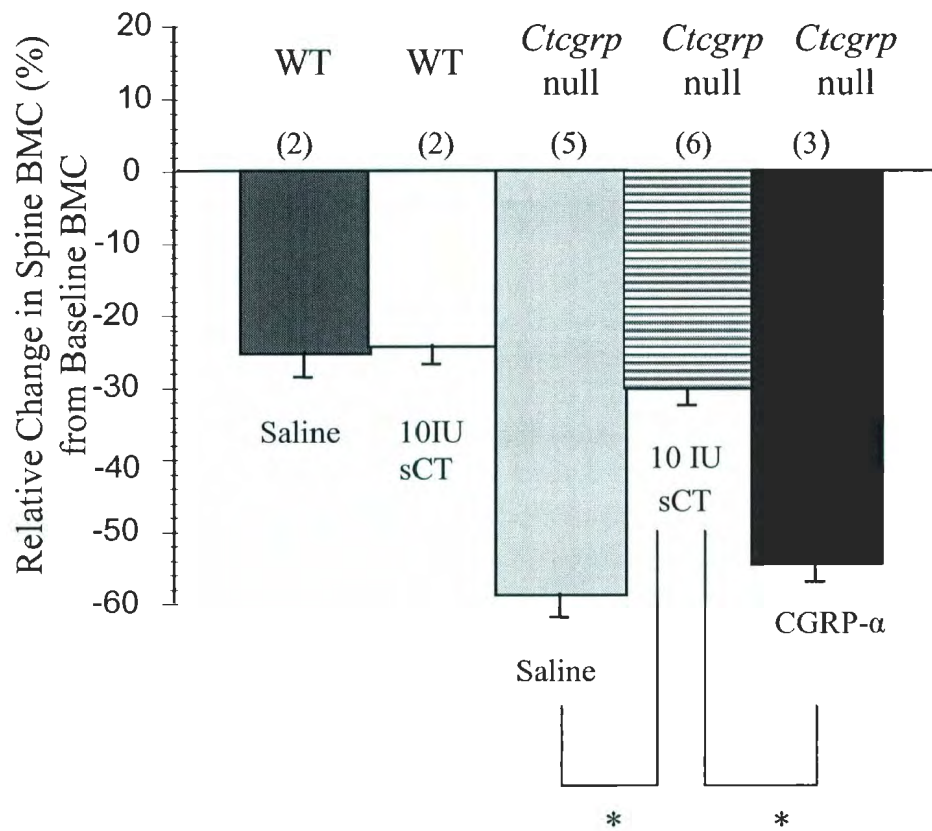 Relative Change in Spine BMC (%)
from Baseline BMC
20
10
0
-10
-20
-30
-40
-50
-60
WT
WT
Ctcgrp
null
Ctcgrp
null
Ctcgrp
null
(2)
(2)
(5)
(6)
(3)
Saline
10IU
sCT
Saline
10 IU
sCT
CGRP-α
*
*